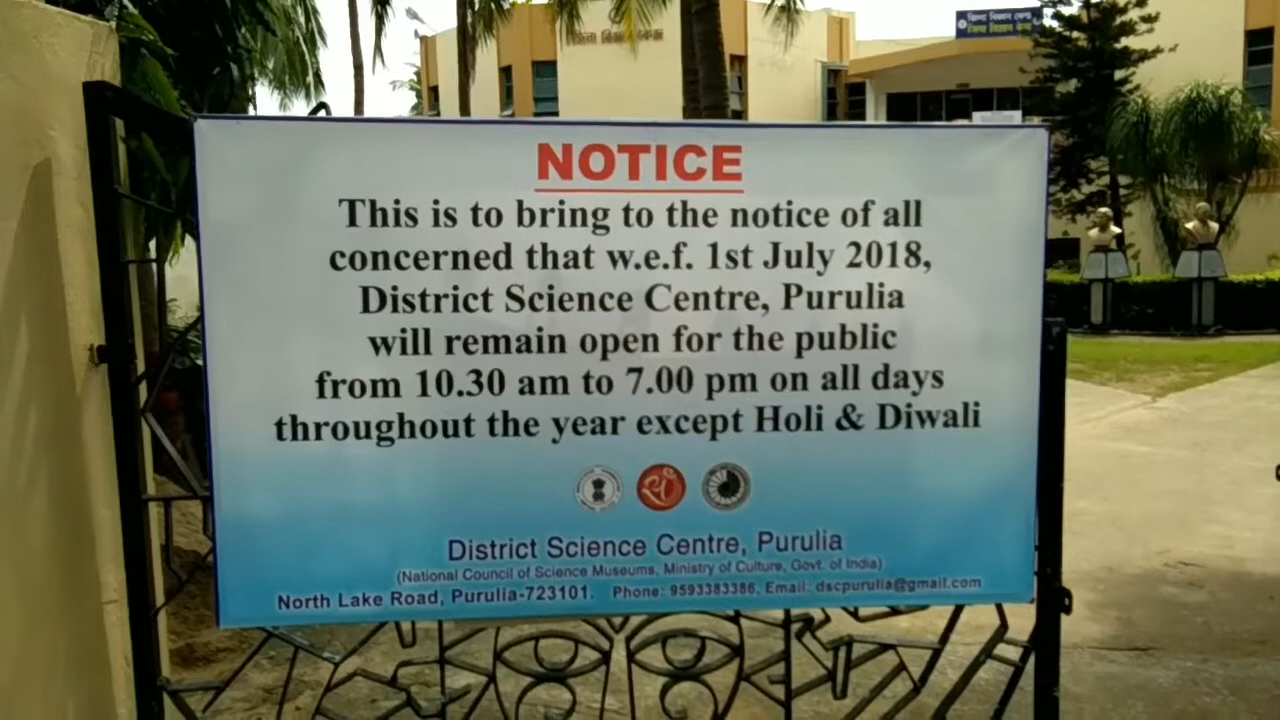 জিলা বিজ্ঞান কেন্দ্র
জিলা বিজ্ঞান কেন্দ্র
NOTICE
This is to bring to the notice of all
concerned that w.e.f. 1st July 2018,
District Science Centre, Purulia
will remain open for the public
from 10.30 am to 7.00 pm on all days
throughout the year except Holi & Diwali
District Science Centre, Purulia
(National Council of Science Museums, Ministry of Culture, Govt. of India)
North Lake Road, Purulia-723101. Phone: 9593383386, Email: dscpurulia@gmail.com